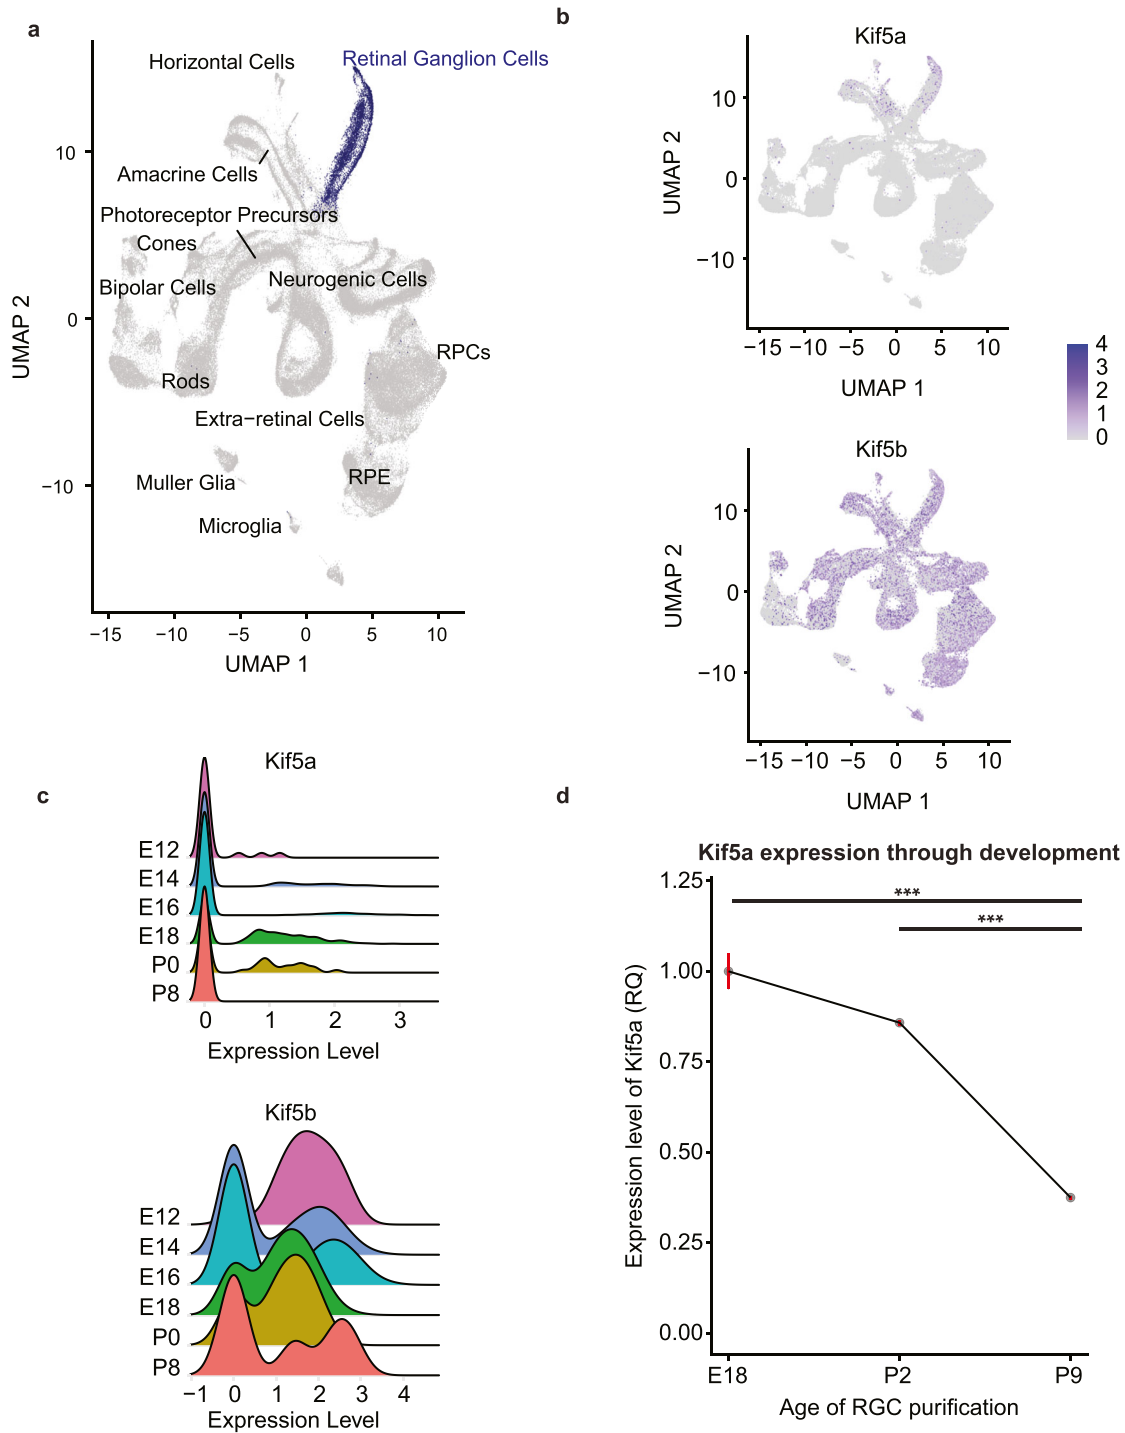 a
Horizontal Cells
Retinal Ganglion Cells
10
Amacrine Cells
Photoreceptor Precursors
Cones
Bipolar Cells
Neurogenic Cells
0
RPCs
Rods
Extra−retinal Cells
Muller Glia
RPE
−10
Microglia
UMAP 2
−15 −10 −5 0 5 10
UMAP 1
b
Kif5a
10
0
−10
UMAP 2
−15 −10 −5 0 5 10
UMAP 1
4
3
2
1
0
Kif5b
10
0
−10
UMAP 2
−15 −10 −5 0 5 10
UMAP 1
c
Kif5a
E12
E14
E16
E18
P0
P8
0 1 2 3
Expression Level
Kif5b
E12
E14
E16
E18
P0
P8
−1 0 1 2 3 4
Expression Level
d
Kif5a expression through development
1.25
***
***
1.00
0.75
0.50
0.25
0.00
Expression level of Kif5a (RQ)
E18 P2 P9
Age of RGC purification